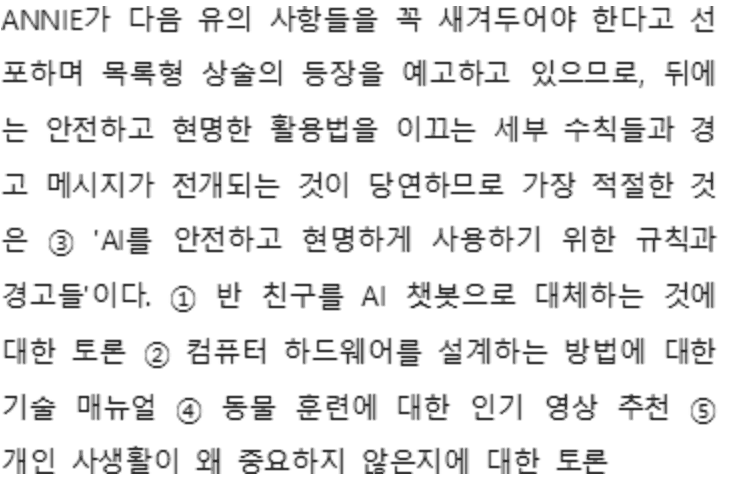 ANNIE가 다음 유의 사항들을 꼭 새겨두어야 한다고 선
포하며 목록형 상술의 등장을 예고하고 있으므로, 뒤에
는 안전하고 현명한 활용법을 이끄는 세부 수칙들과 경
고 메시지가 전개되는 것이 당연하므로 가장 적절한 것
은 ③ 'AI를 안전하고 현명하게 사용하기 위한 규칙과
경고들'이다. ① 반 친구를 AI 챗봇으로 대체하는 것에
대한 토론 ② 컴퓨터 하드웨어를 설계하는 방법에 대한
기술 매뉴얼 ④ 동물 훈련에 대한 인기 영상 추천 ⑤
개인 사생활이 왜 중요하지 않은지에 대한 토론